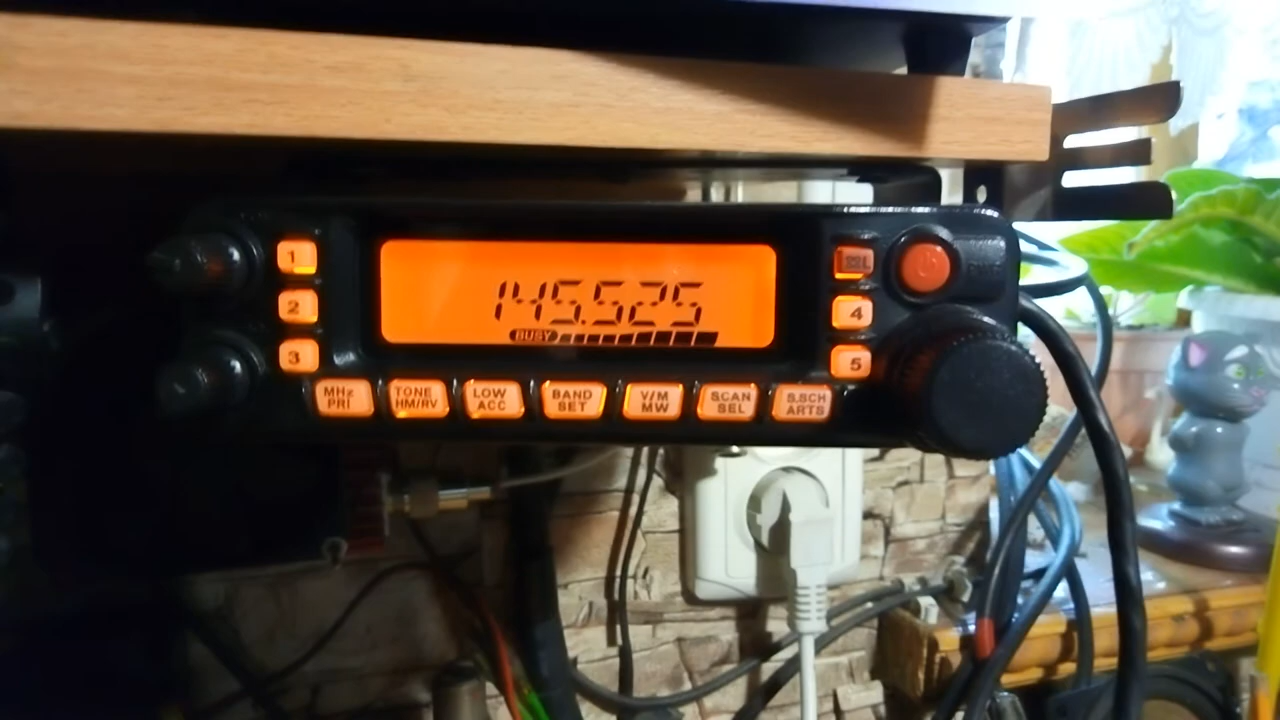 1
2
3
145.525
BUSY
4
5
MHz
PRI
TONE
HM/RV
LOW
ACC
BAND
SET
V/M
MW
SCAN
SEL
S.SCH
ARTS